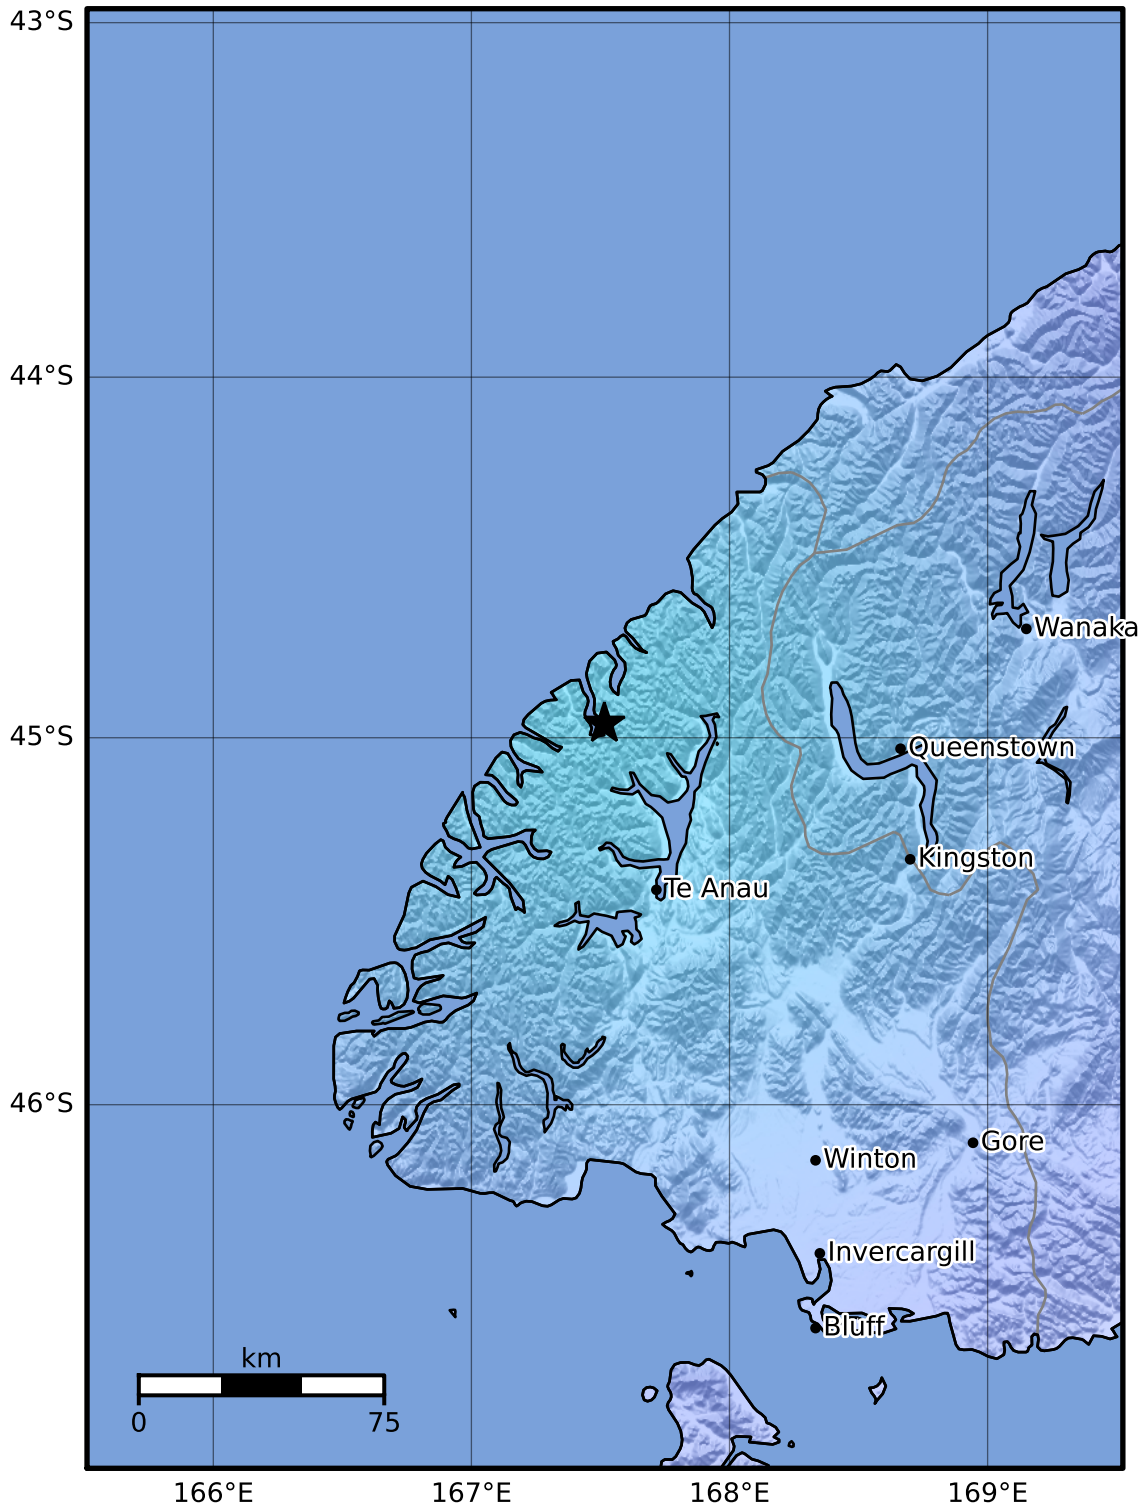 43°S
44°S
45°S
46°S
Wanaka
Queenstown
Kingston
Te Anau
Gore
Winton
Invercargill
Bluff
km
0 75
166°E 167°E 168°E 169°E